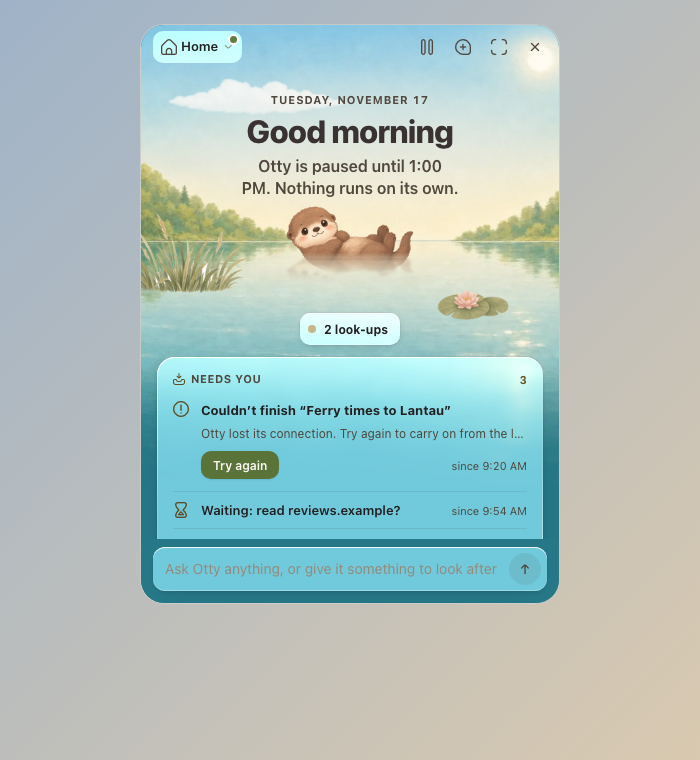 Home
TUESDAY, NOVEMBER 17
Good morning
Otty is paused until 1:00
PM. Nothing runs on its own.
2 look-ups
NEEDS YOU
3
Couldn’t finish “Ferry times to Lantau”
Otty lost its connection. Try again to carry on from the l…
Try again
since 9:20 AM
Waiting: read reviews.example?
since 9:54 AM
Ask Otty anything, or give it something to look after